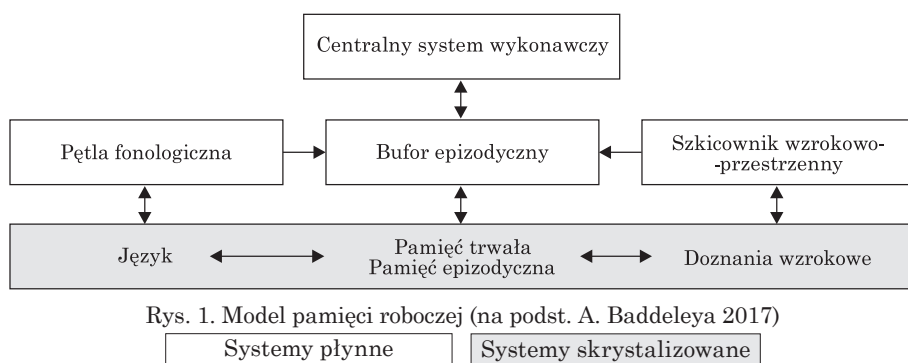 Centralny system wykonawczy
Pętla fonologiczna
Bufor epizodyczny
Szkicownik wzrokowo-
-przestrzenny
Język
Pamięć trwała
Pamięć epizodyczna
Doznania wzrokowe
Rys. 1. Model pamięci roboczej (na podst. A. Baddeleya 2017)
Systemy płynne
Systemy skrystalizowane